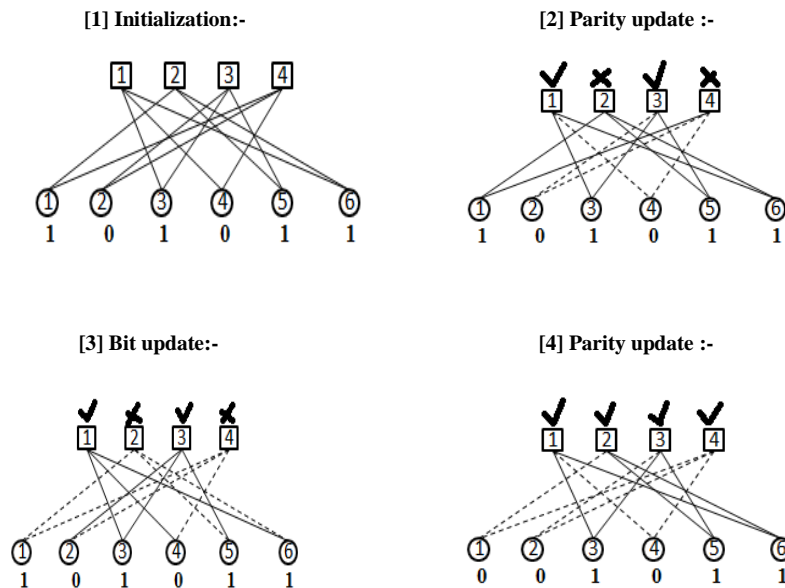 [1] Initialization:-
1 2 3 4
1 2 3 4 5 6
1 0 1 0 1 1
[2] Parity update :-
1 2 3 4
1 2 3 4 5 6
1 0 1 0 1 1
[3] Bit update:-
1 2 3 4
1 2 3 4 5 6
1 0 1 0 1 1
[4] Parity update :-
1 2 3 4
1 2 3 4 5 6
0 0 1 0 1 1